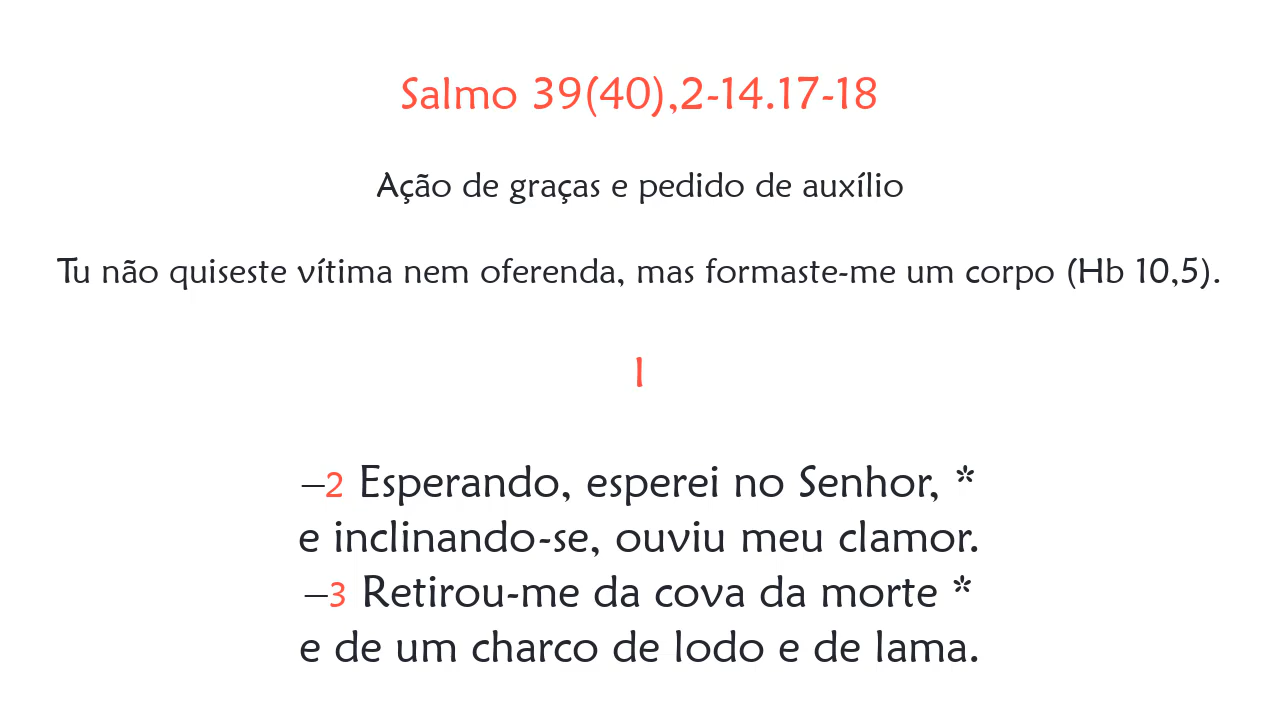 Salmo 39(40),2-14.17-18
Ação de graças e pedido de auxílio
Tu não quiseste vítima nem oferenda, mas formaste-me um corpo (Hb 10,5).
I
–2 Esperando, esperei no Senhor, *
e inclinando-se, ouviu meu clamor.
–3 Retirou-me da cova da morte *
e de um charco de lodo e de lama.